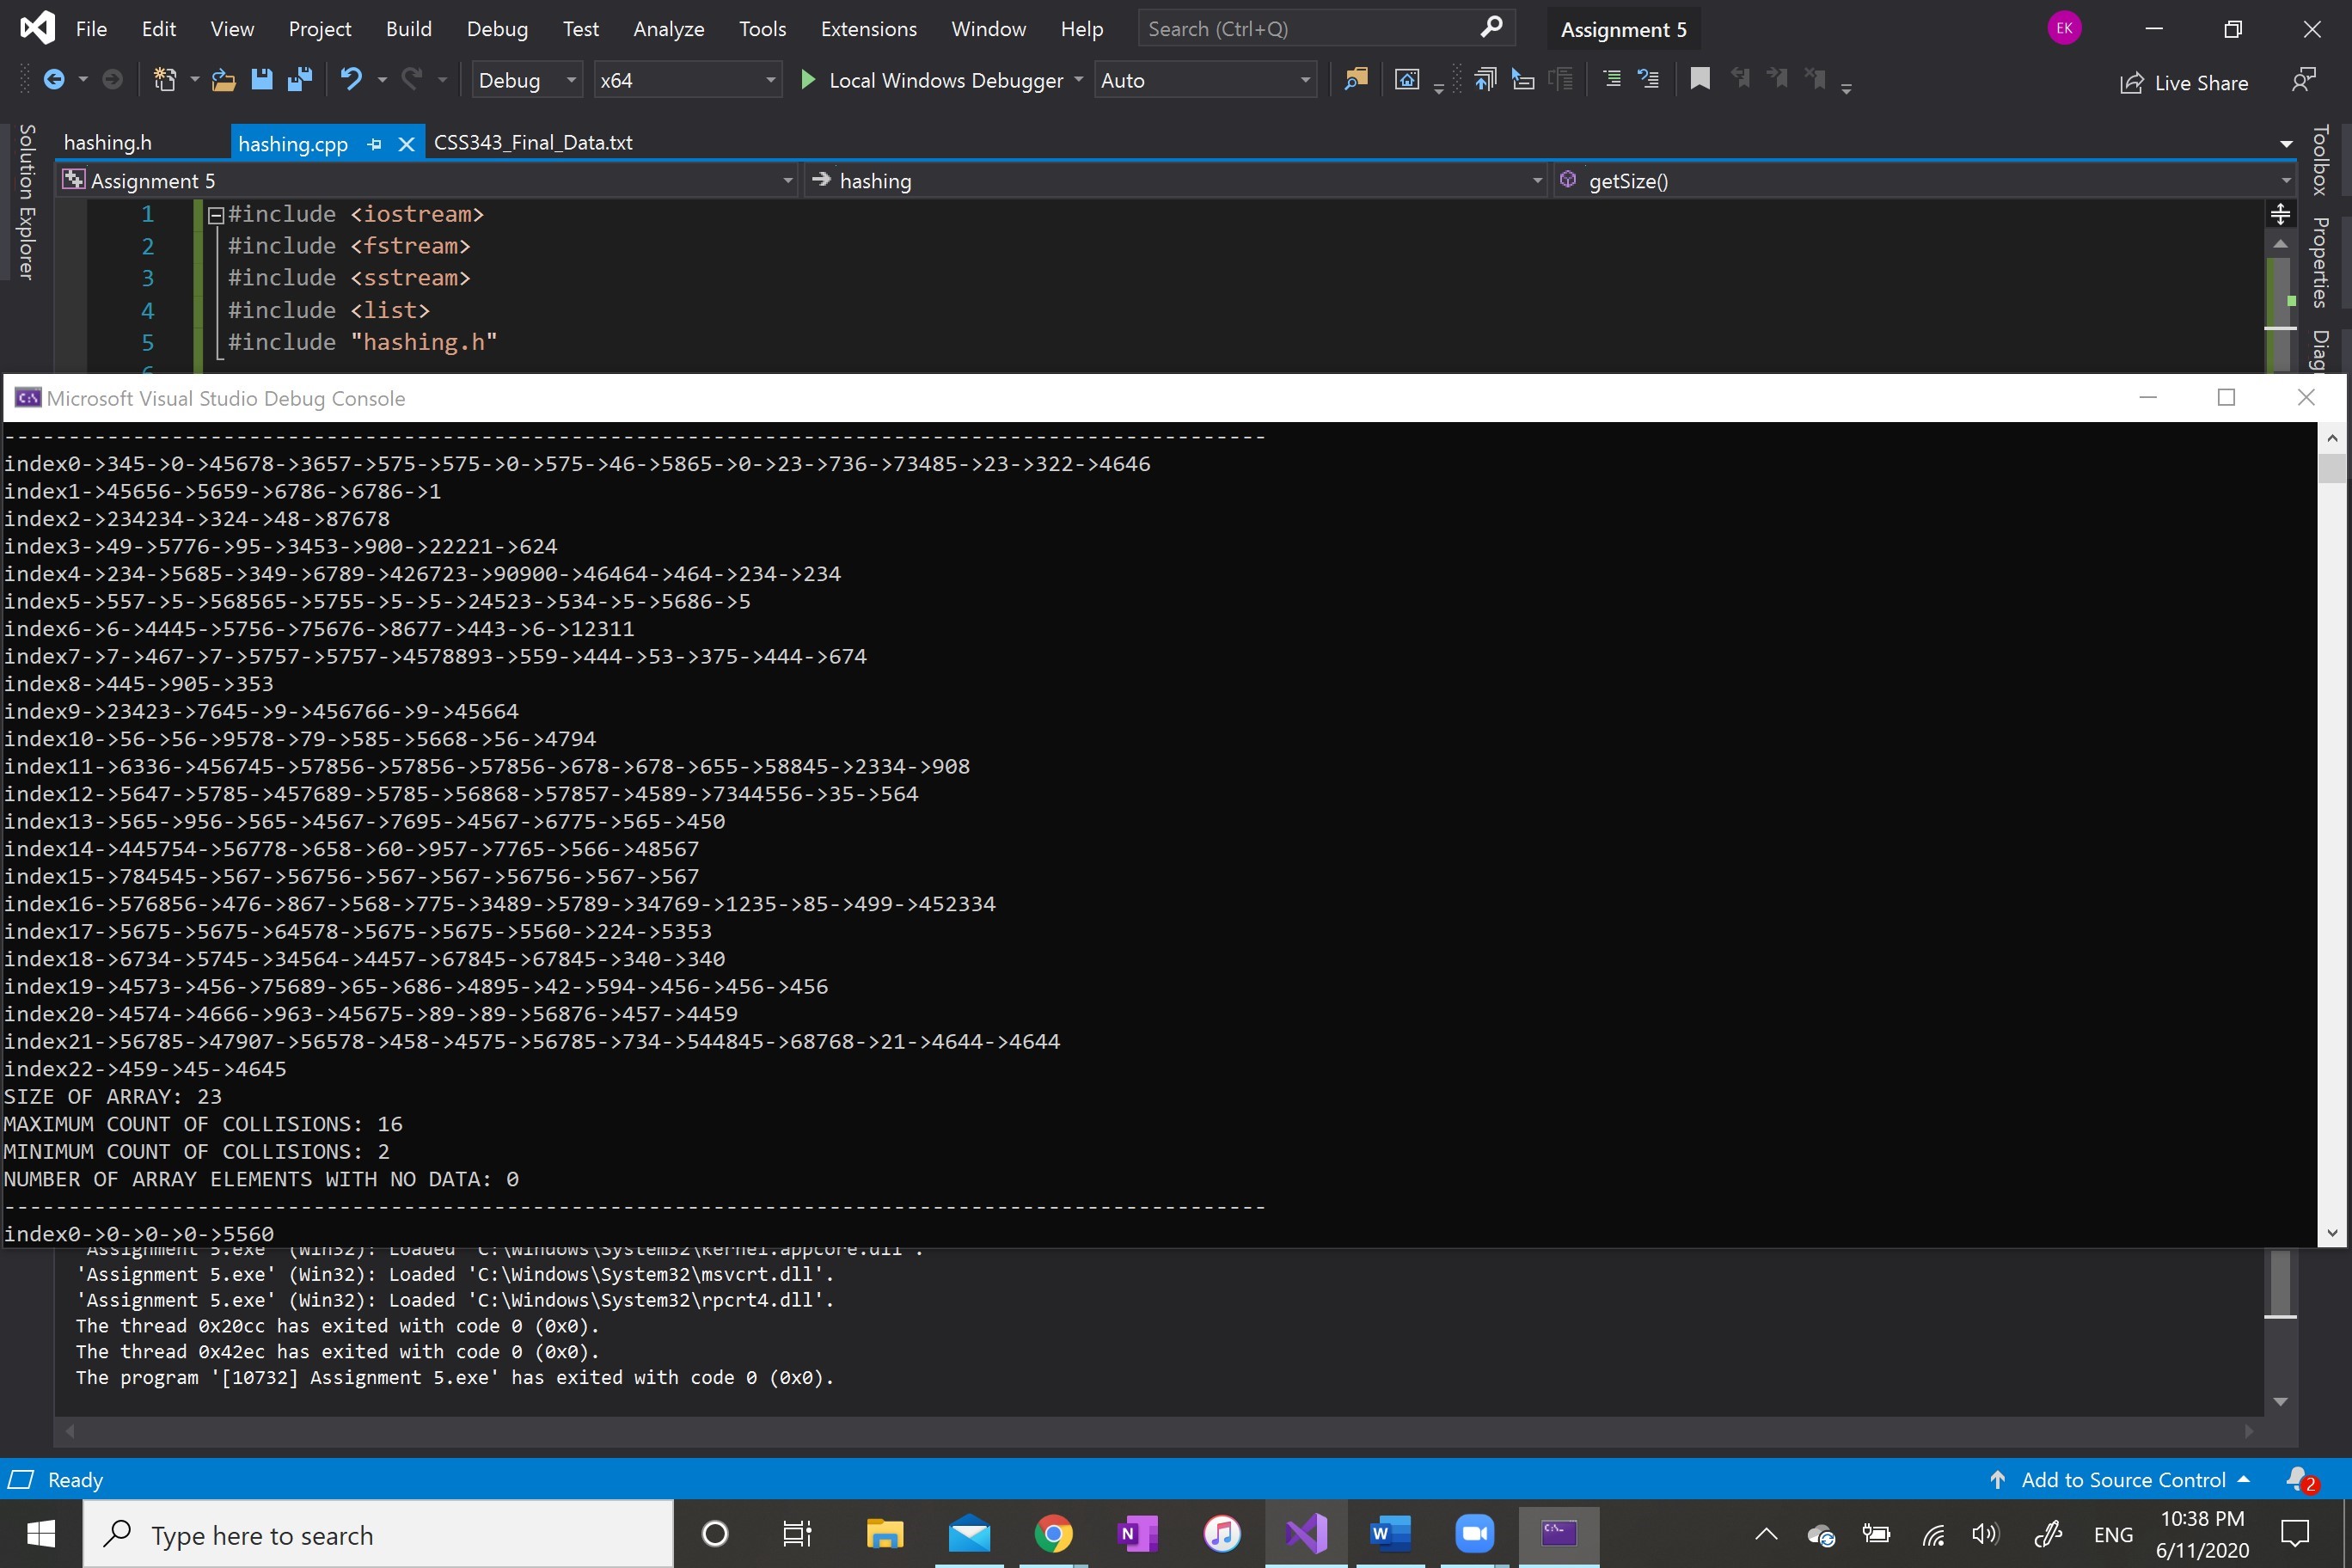 File Edit View Project Build Debug Test Analyze Tools Extensions Window Help Search (Ctrl+Q) Assignment 5 EK
Debug x64 Local Windows Debugger Auto Live Share
hashing.h hashing.cpp CSS343_Final_Data.txt
Assignment 5 hashing getSize()
Solution Explorer
Toolbox
Properties
1 #include <iostream>
2 #include <fstream>
3 #include <sstream>
4 #include <list>
5 #include "hashing.h"
Microsoft Visual Studio Debug Console
--------------------------------------------------------------------------------------------------
index0->345->0->45678->3657->575->575->0->575->46->5865->0->23->736->73485->23->322->4646
index1->45656->5659->6786->6786->1
index2->234234->324->48->87678
index3->49->5776->95->3453->900->22221->624
index4->234->5685->349->6789->426723->90900->46464->464->234->234
index5->557->5->568565->5755->5->5->24523->534->5->5686->5
index6->6->4445->5756->75676->8677->443->6->12311
index7->7->467->7->5757->5757->4578893->559->444->53->375->444->674
index8->445->905->353
index9->23423->7645->9->456766->9->45664
index10->56->56->9578->79->585->5668->56->4794
index11->6336->456745->57856->57856->57856->678->678->655->58845->2334->908
index12->5647->5785->457689->5785->56868->57857->4589->7344556->35->564
index13->565->956->565->4567->7695->4567->6775->565->450
index14->445754->56778->658->60->957->7765->566->48567
index15->784545->567->56756->567->567->56756->567->567
index16->576856->476->867->568->775->3489->5789->34769->1235->85->499->452334
index17->5675->5675->64578->5675->5675->5560->224->5353
index18->6734->5745->34564->4457->67845->67845->340->340
index19->4573->456->75689->65->686->4895->42->594->456->456->456
index20->4574->4666->963->45675->89->89->56876->457->4459
index21->56785->47907->56578->458->4575->56785->734->544845->68768->21->4644->4644
index22->459->45->4645
SIZE OF ARRAY: 23
MAXIMUM COUNT OF COLLISIONS: 16
MINIMUM COUNT OF COLLISIONS: 2
NUMBER OF ARRAY ELEMENTS WITH NO DATA: 0
--------------------------------------------------------------------------------------------------
index0->0->0->0->5560
'Assignment 5.exe' (Win32): Loaded 'C:\Windows\System32\kernel.appcore.dll'.
'Assignment 5.exe' (Win32): Loaded 'C:\Windows\System32\msvcrt.dll'.
'Assignment 5.exe' (Win32): Loaded 'C:\Windows\System32\rpcrt4.dll'.
The thread 0x20cc has exited with code 0 (0x0).
The thread 0x42ec has exited with code 0 (0x0).
The program '[10732] Assignment 5.exe' has exited with code 0 (0x0).
Ready Add to Source Control 2
Type here to search ENG 10:38 PM
6/11/2020